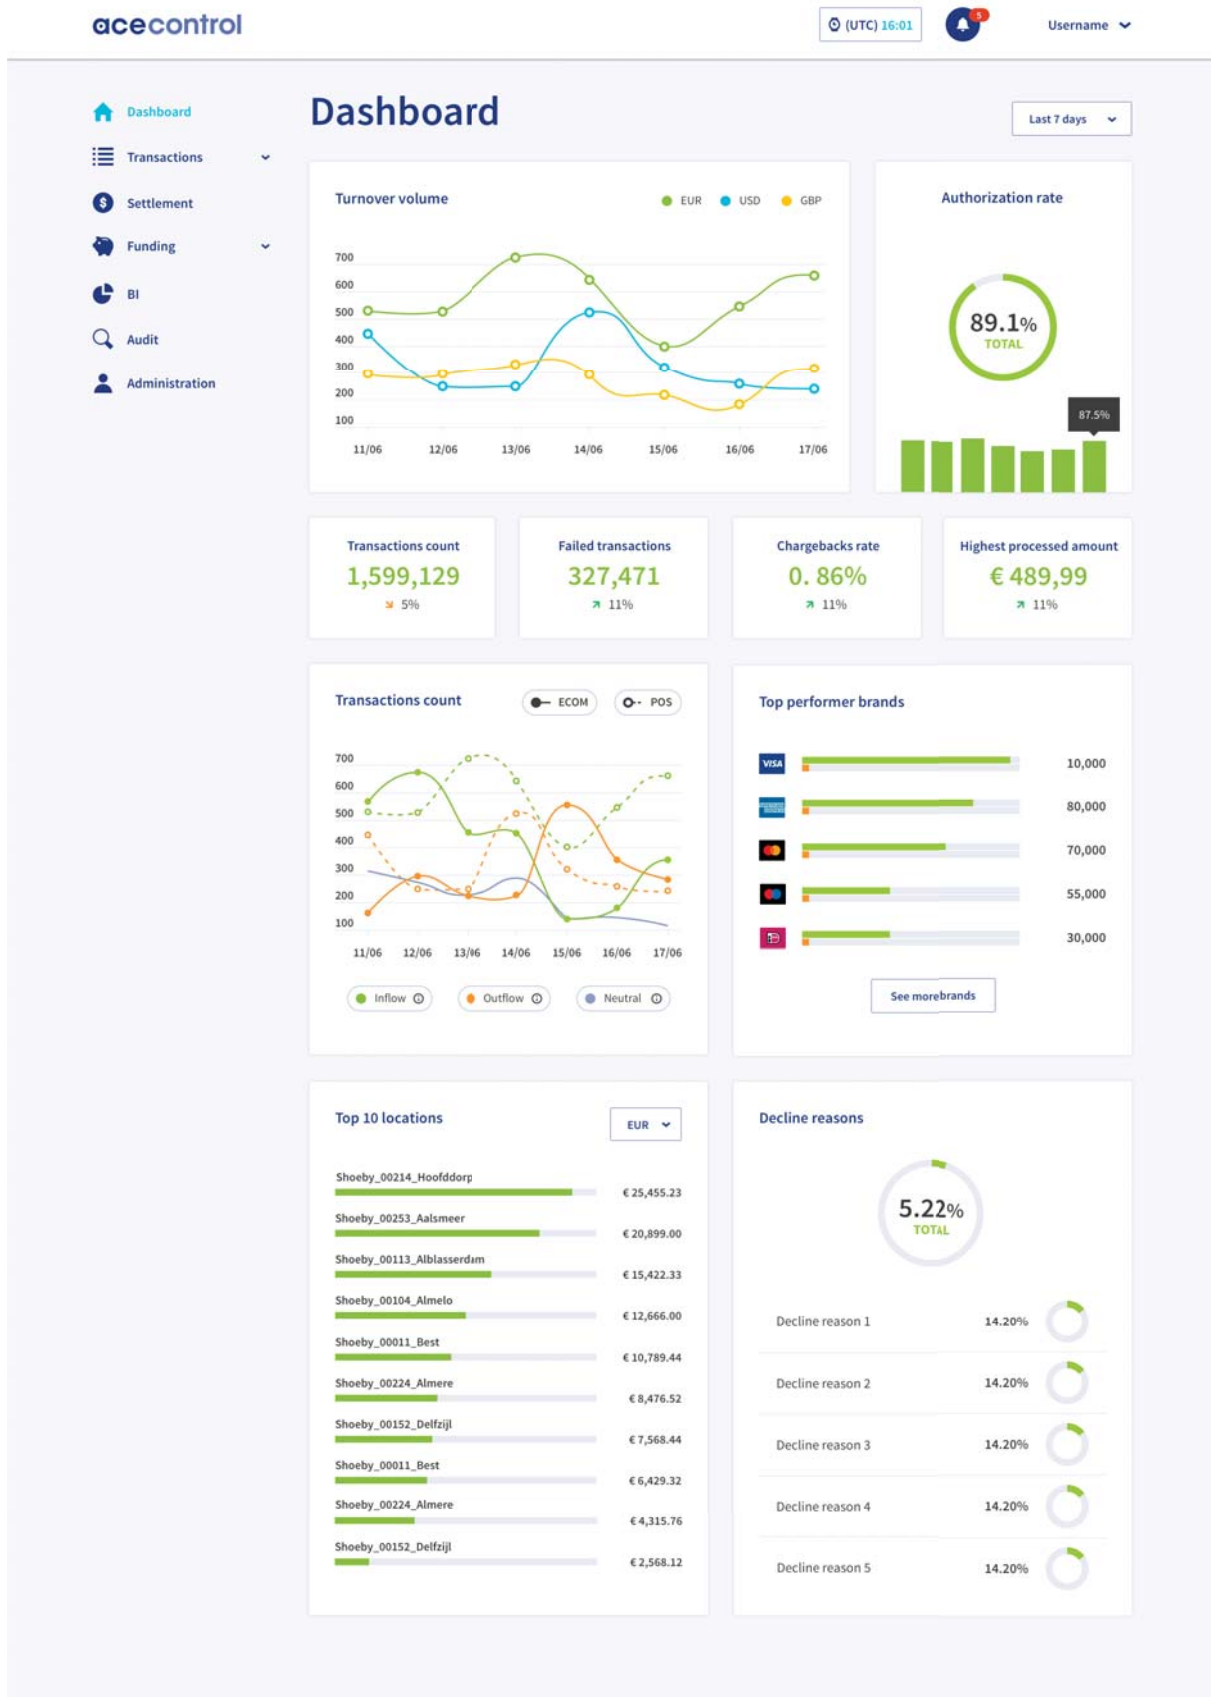 acecontrol
(UTC) 16:01
5
Username
Dashboard
Transactions
Settlement
Funding
BI
Audit
Administration
Dashboard
Last 7 days
Turnover volume
EUR USD GBP
700
600
500
400
300
200
100
11/06 12/06 13/06 14/06 15/06 16/06 17/06
Authorization rate
89.1%
TOTAL
87.5%
Transactions count
1,599,129
5%
Failed transactions
327,471
11%
Chargebacks rate
0. 86%
11%
Highest processed amount
€ 489,99
11%
Transactions count
ECOM POS
700
600
500
400
300
200
100
11/06 12/06 13/06 14/06 15/06 16/06 17/06
Inflow Outflow Neutral
Top performer brands
VISA 10,000
80,000
70,000
55,000
30,000
See morebrands
Top 10 locations
EUR
Shoeby_00214_Hoofddorp
€ 25,455.23
Shoeby_00253_Aalsmeer
€ 20,899.00
Shoeby_00113_Alblasserdam
€ 15,422.33
Shoeby_00104_Almelo
€ 12,666.00
Shoeby_00011_Best
€ 10,789.44
Shoeby_00224_Almere
€ 8,476.52
Shoeby_00152_Delfzijl
€ 7,568.44
Shoeby_00011_Best
€ 6,429.32
Shoeby_00224_Almere
€ 4,315.76
Shoeby_00152_Delfzijl
€ 2,568.12
Decline reasons
5.22%
TOTAL
Decline reason 1 14.20%
Decline reason 2 14.20%
Decline reason 3 14.20%
Decline reason 4 14.20%
Decline reason 5 14.20%